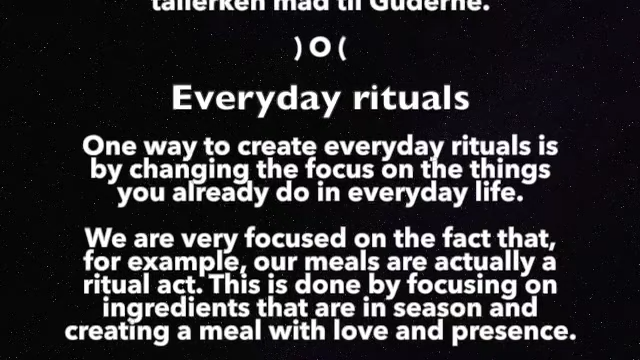 tallerken mad til Guderne.
) O (
Everyday rituals
One way to create everyday rituals is
by changing the focus on the things
you already do in everyday life.
We are very focused on the fact that,
for example, our meals are actually a
ritual act. This is done by focusing on
ingredients that are in season and
creating a meal with love and presence.